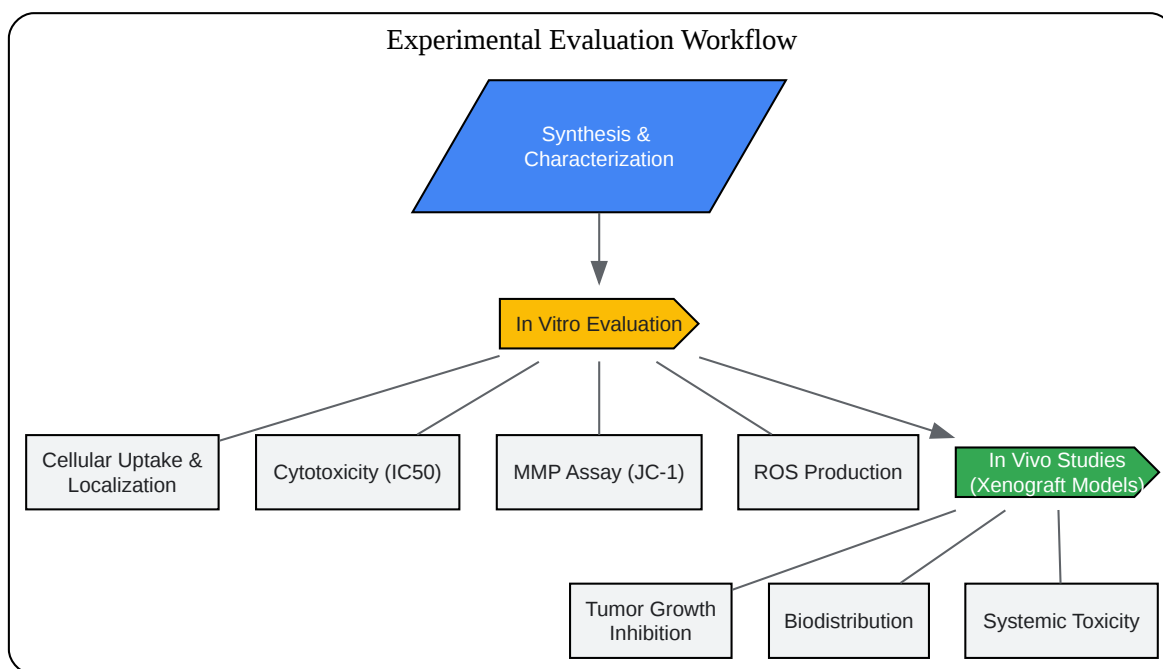 Experimental Evaluation Workflow
Synthesis &
Characterization
In Vitro Evaluation
Cellular Uptake &
Localization
Cytotoxicity (IC50)
MMP Assay (JC-1)
ROS Production
In Vivo Studies
(Xenograft Models)
Tumor Growth
Inhibition
Biodistribution
Systemic Toxicity